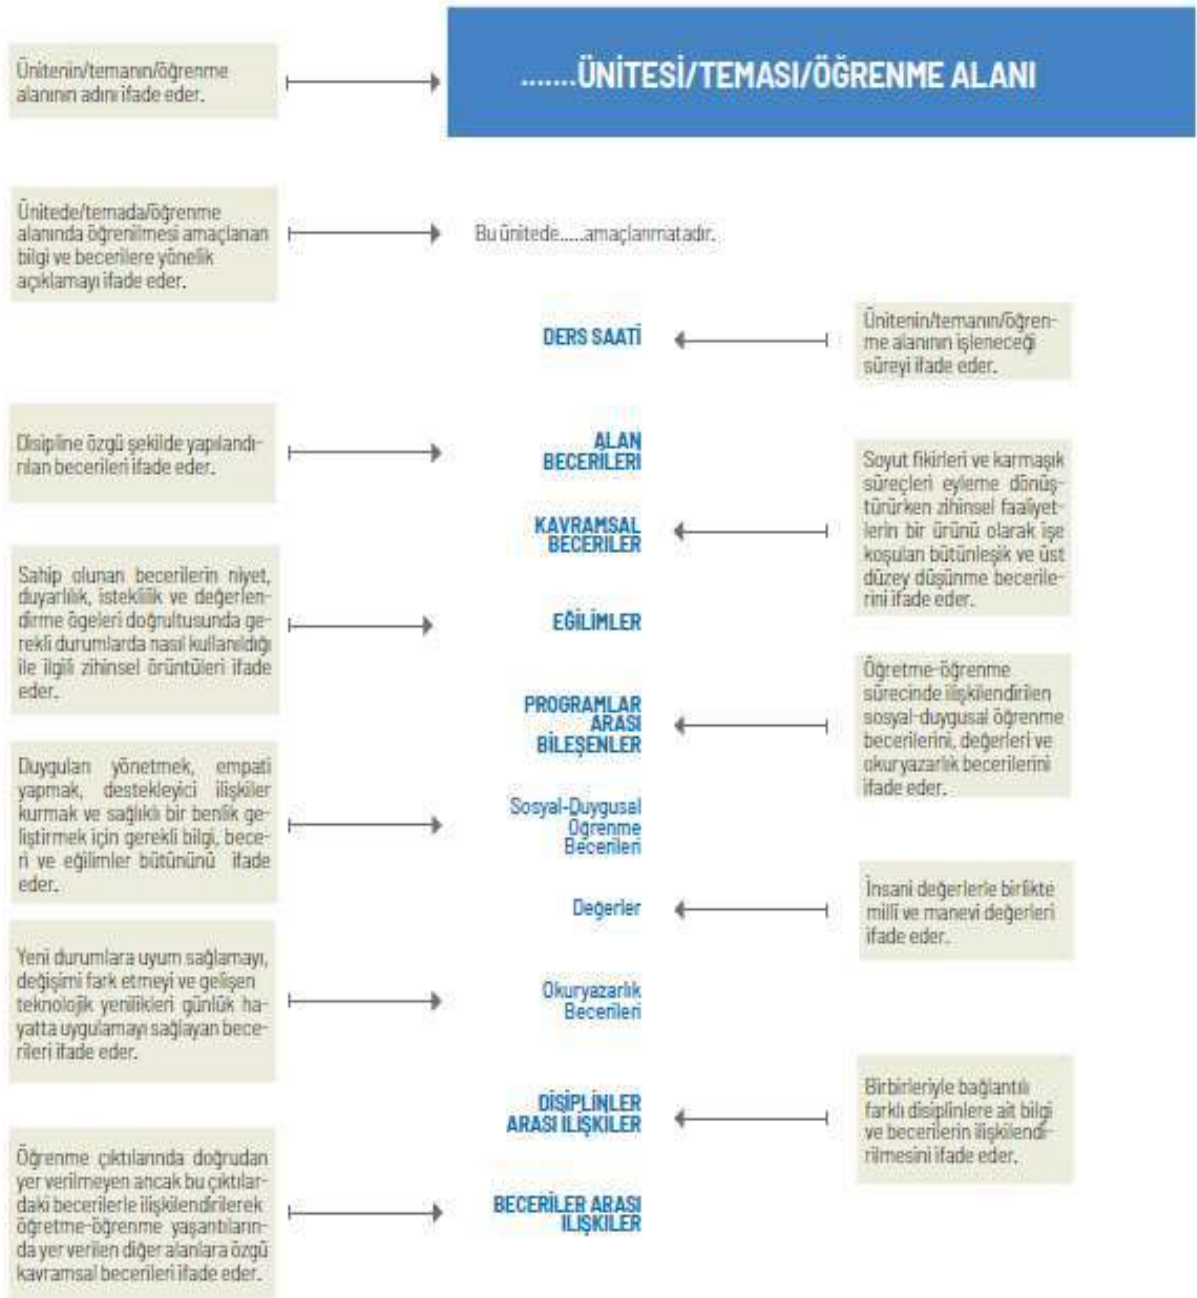 Ünitenin/temanın/öğrenme
alanının adını ifade eder.
.......ÜNİTESİ/TEMASI/ÖĞRENME ALANI
Ünitede/temada/öğrenme
alanında öğrenilmesi amaçlanan
bilgi ve becerilere yönelik
açıklamayı ifade eder.
Bu ünitede.....amaçlanmatadır.
DERS SAATİ
Ünitenin/temanın/öğren-
me alanının işleneceği
süreyi ifade eder.
Disipline özgü şekilde yapılandı-
rılan becerileri ifade eder.
ALAN
BECERİLERİ
Soyut fikirleri ve karmaşık
süreçleri eyleme dönüş-
türürken zihinsel faaliyet-
lerin bir ürünü olarak işe
koşulan bütünleşik ve üst
düzey düşünme becerile-
rini ifade eder.
KAVRAMSAL
BECERİLER
Sahip olunan becerilerin niyet,
duyarlılık, isteklilik ve değerlen-
dirme ögeleri doğrultusunda ge-
rekli durumlarda nasıl kullanıldığı
ile ilgili zihinsel örüntüleri ifade
eder.
EĞİLİMLER
PROGRAMLAR
ARASI
BİLEŞENLER
Öğretme-öğrenme
sürecinde ilişkilendirilen
sosyal-duygusal öğrenme
becerilerini, değerleri ve
okuryazarlık becerilerini
ifade eder.
Duyguları yönetmek, empati
yapmak, destekleyici ilişkiler
kurmak ve sağlıklı bir benlik ge-
liştirmek için gerekli bilgi, bece-
ri ve eğilimler bütününü ifade
eder.
Sosyal-Duygusal
Öğrenme
Becerileri
Değerler
İnsani değerlerle birlikte
millî ve manevi değerleri
ifade eder.
Yeni durumlara uyum sağlamayı,
değişimi fark etmeyi ve gelişen
teknolojik yenilikleri günlük ha-
yatta uygulamayı sağlayan bece-
rileri ifade eder.
Okuryazarlık
Becerileri
DİSİPLİNLER
ARASI İLİŞKİLER
Birbirleriyle bağlantılı
farklı disiplinlere ait bilgi
ve becerilerin ilişkilendi-
rilmesini ifade eder.
Öğrenme çıktılarında doğrudan
yer verilmeyen ancak bu çıktılar-
daki becerilerle ilişkilendirilerek
öğretme-öğrenme yaşantıların-
da yer verilen diğer alanlara özgü
kavramsal becerileri ifade eder.
BECERİLER ARASI
İLİŞKİLER